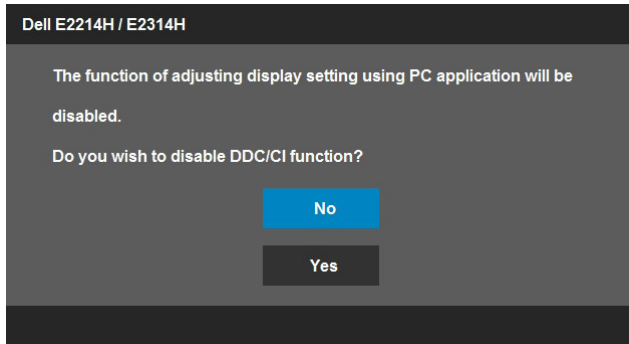 Dell E2214H / E2314H
The function of adjusting display setting using PC application will be
disabled.
Do you wish to disable DDC/CI function?
No
Yes